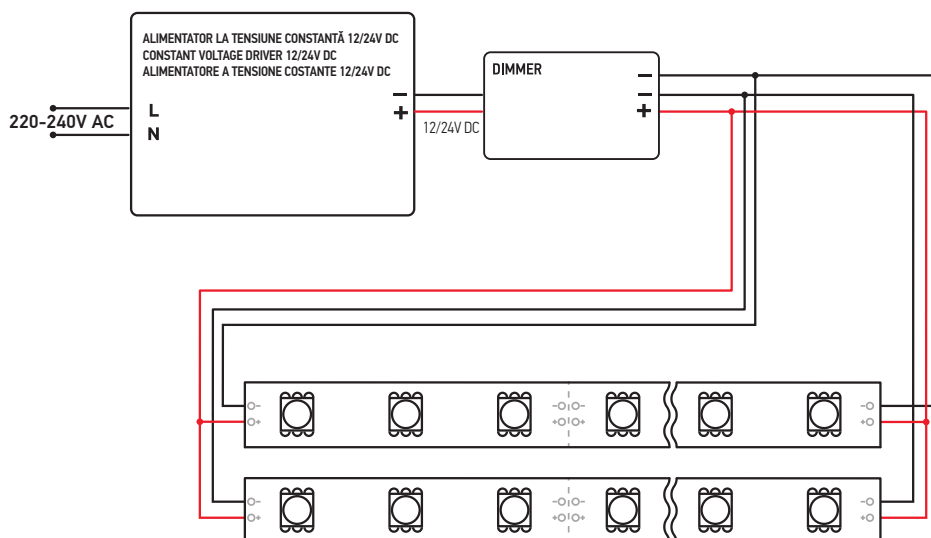 ALIMENTATOR LA TENSIUNE CONSTANTĂ 12/24V DC
CONSTANT VOLTAGE DRIVER 12/24V DC
ALIMENTATORE A TENSIONE COSTANTE 12/24V DC
DIMMER
220-240V AC
L
N
−
+
12/24V DC
−
−
+